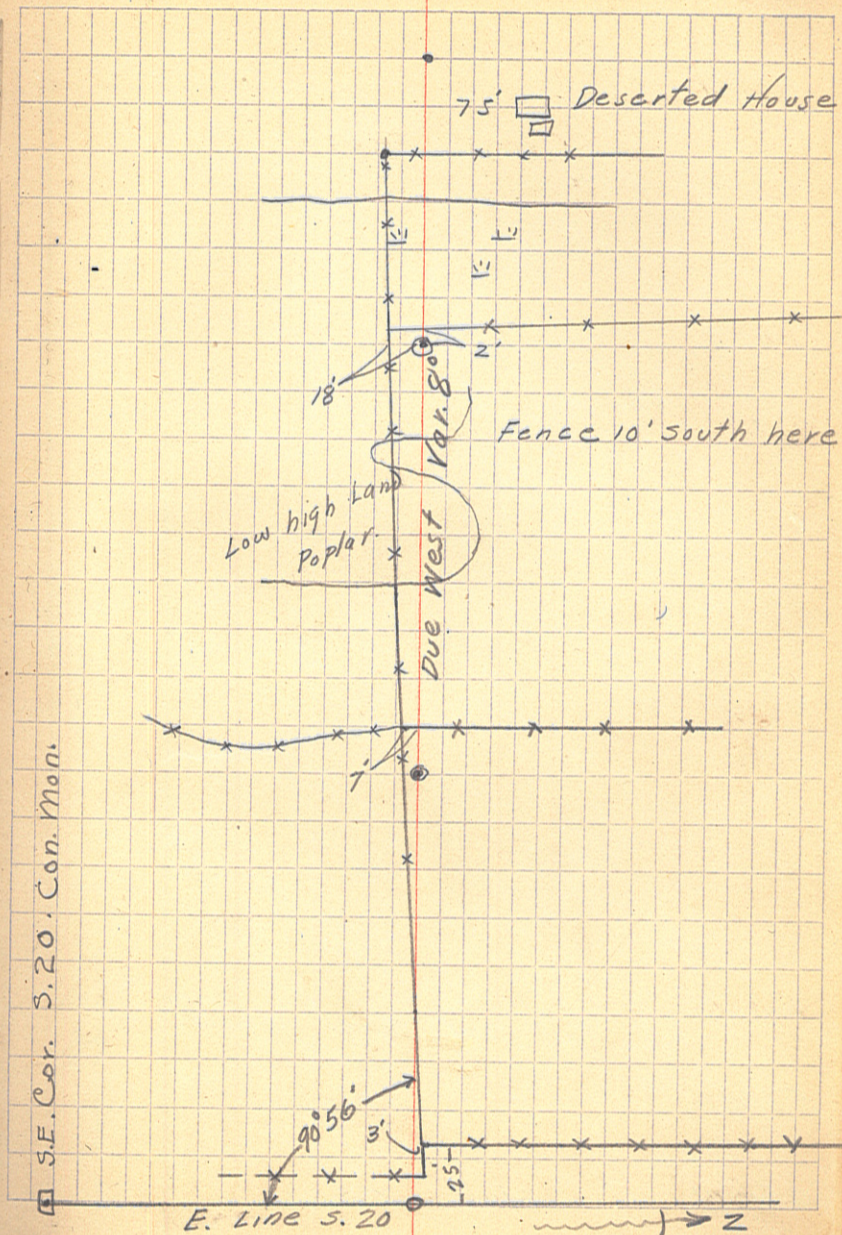 75' Deserted House
2'
18'
Fence 10' south here
Due West Var. 8°
Low high Land
Poplar.
7'
S.E. Cor. S.20. Con. Mon.
90° 56'
3'
25'
E. Line S. 20
N